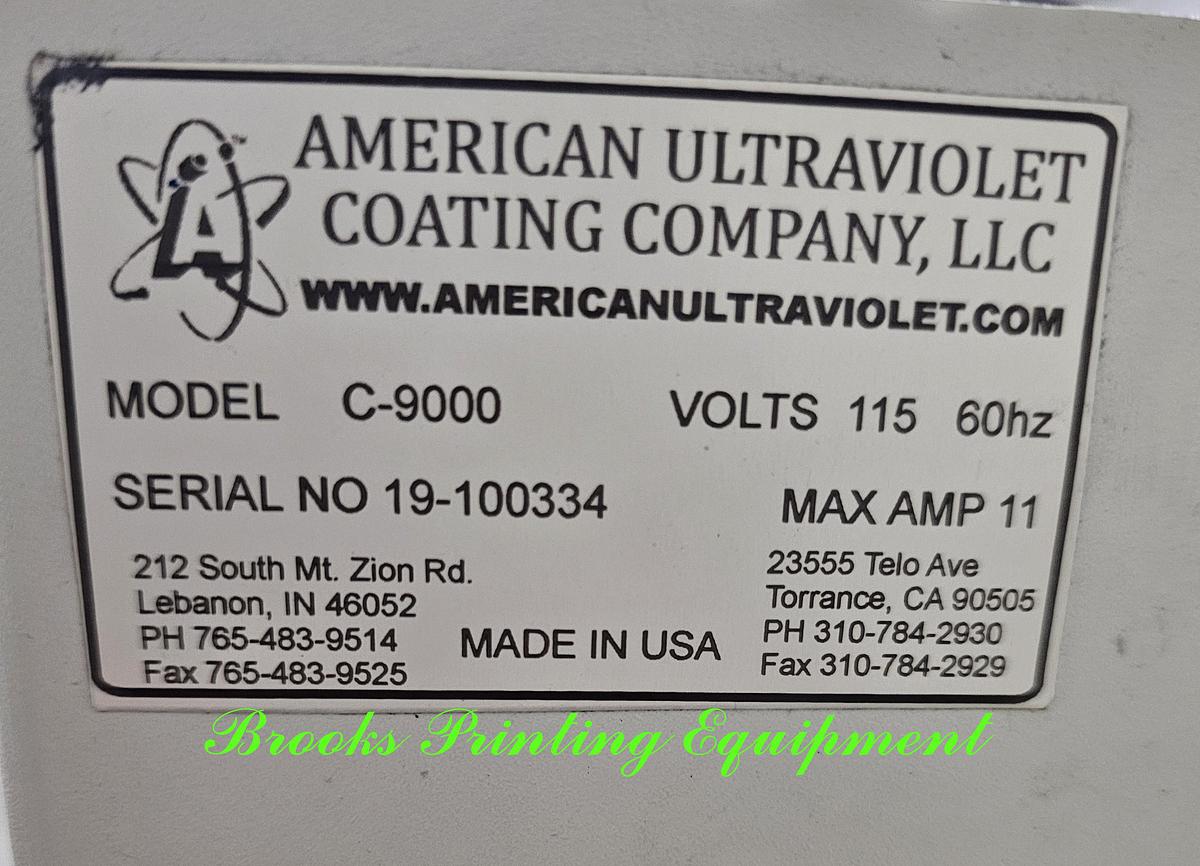 AMERICAN ULTRAVIOLET
COATING COMPANY, LLC
WWW.AMERICANULTRAVIOLET.COM
MODEL C-9000 VOLTS 115 60hz
SERIAL NO 19-100334 MAX AMP 11
212 South Mt. Zion Rd.
Lebanon, IN 46052
PH 765-483-9514
Fax 765-483-9525
MADE IN USA
23555 Telo Ave
Torrance, CA 90505
PH 310-784-2930
Fax 310-784-2929
Brooks Printing Equipment